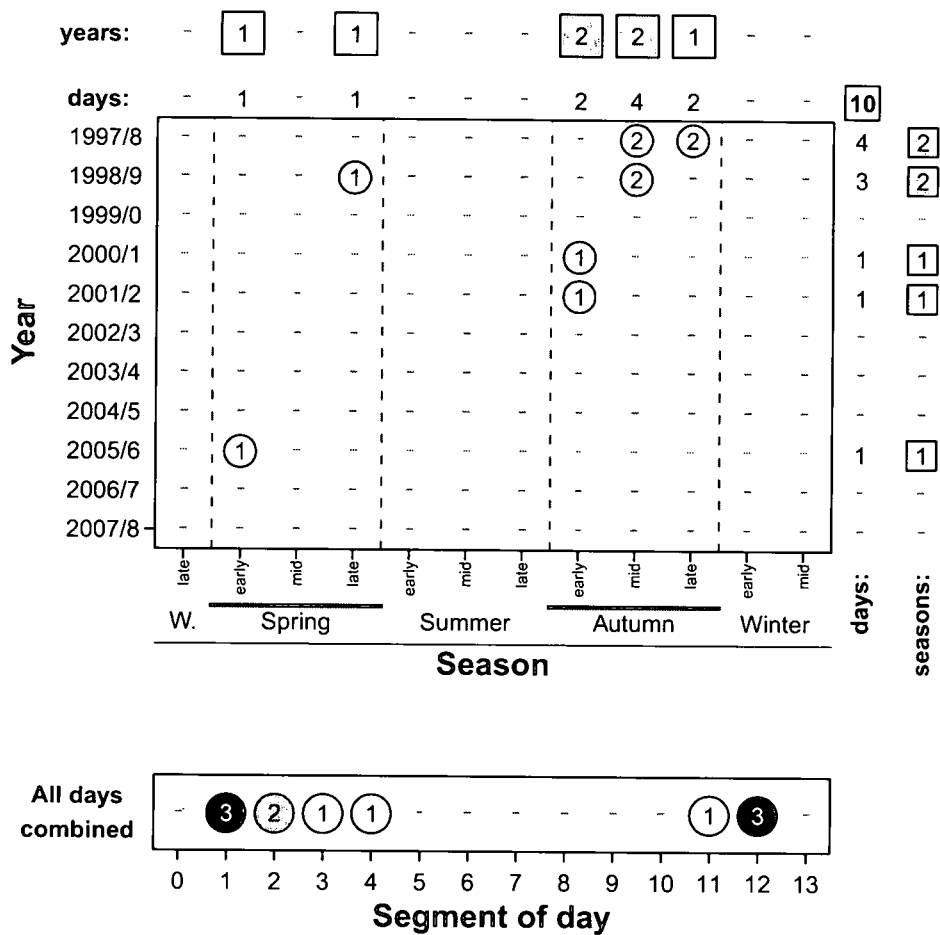 years: - 1 - 1 - - - 2 2 1 - -
days: - 1 - 1 - - - 2 4 2 - - 10
1997/8 - - - - - - - - 2 2 - - 4 2
1998/9 - - - 1 - - - - 2 - - - 3 2
1999/0 - - - - - - - - - - - - - -
2000/1 - - - - - - - 1 - - - - 1 1
2001/2 - - - - - - - 1 - - - - 1 1
2002/3 - - - - - - - - - - - - - -
2003/4 - - - - - - - - - - - - - -
2004/5 - - - - - - - - - - - - - -
2005/6 - 1 - - - - - - - - - - 1 1
2006/7 - - - - - - - - - - - - - -
2007/8 - - - - - - - - - - - - - -
Year
late early mid late early mid late early mid late early mid
W. Spring Summer Autumn Winter
days:
seasons:
Season
All days
combined
- 3 2 1 1 - - - - - - 1 3 -
0 1 2 3 4 5 6 7 8 9 10 11 12 13
Segment of day